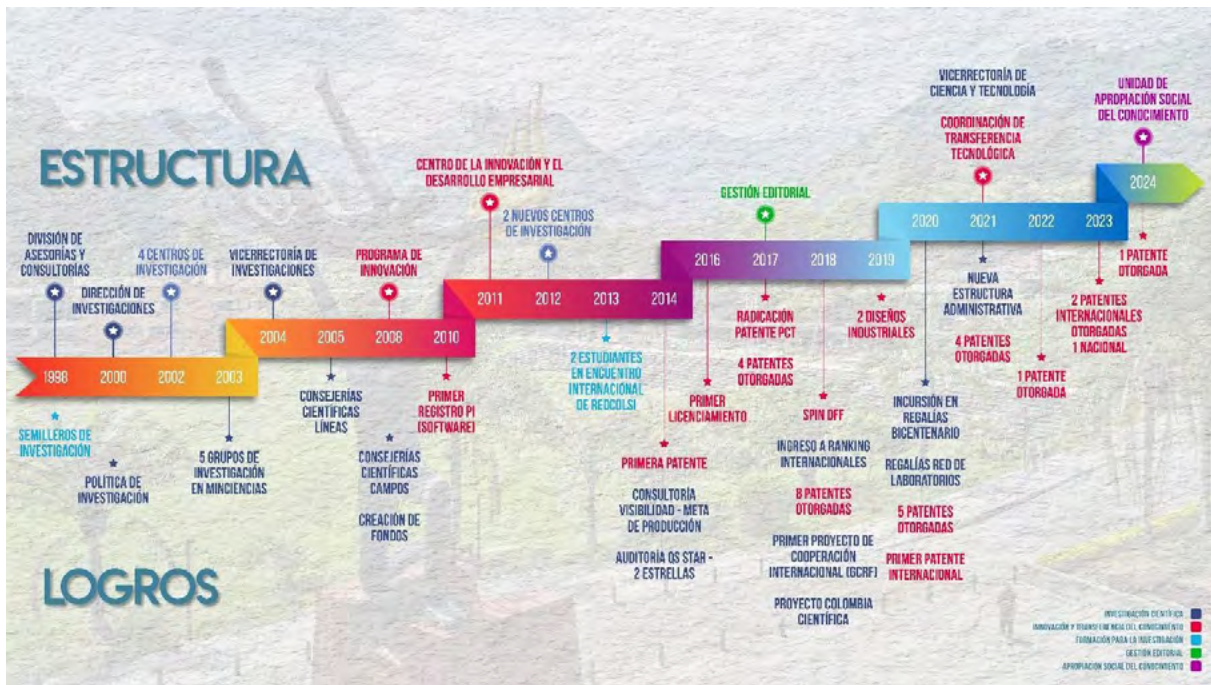 VICERRECTORÍA DE
CIENCIA Y TECNOLOGÍA
COORDINACIÓN DE
TRANSFERENCIA
TECNOLÓGICA
UNIDAD DE
APROPIACIÓN SOCIAL
DEL CONOCIMIENTO
ESTRUCTURA
CENTRO DE LA INNOVACIÓN Y EL
DESARROLLO EMPRESARIAL
GESTIÓN EDITORIAL
2 NUEVOS CENTROS
DE INVESTIGACIÓN
DIVISIÓN DE
ASESORÍAS Y
CONSULTORÍAS
DIRECCIÓN DE
INVESTIGACIONES
4 CENTROS DE
INVESTIGACIÓN
VICERRECTORÍA DE
INVESTIGACIONES
PROGRAMA DE
INNOVACIÓN
1998
2000
2002
2003
2004
2005
2008
2010
2011
2012
2013
2014
2016
2017
2018
2019
2020
2021
2022
2023
2024
SEMILLEROS DE
INVESTIGACIÓN
POLÍTICA DE
INVESTIGACIÓN
5 GRUPOS DE
INVESTIGACIÓN
EN MINCIENCIAS
CONSEJERÍAS
CIENTÍFICAS
LÍNEAS
CONSEJERÍAS
CIENTÍFICAS
CAMPOS
CREACIÓN DE
FONDOS
PRIMER
REGISTRO PI
(SOFTWARE)
2 ESTUDIANTES
EN ENCUENTRO
INTERNACIONAL
DE REDCOLSI
PRIMERA PATENTE
CONSULTORÍA
VISIBILIDAD - META
DE PRODUCCIÓN
AUDITORÍA QS STAR -
2 ESTRELLAS
PRIMER
LICENCIAMIENTO
RADICACIÓN
PATENTE PCT
4 PATENTES
OTORGADAS
SPIN OFF
INGRESO A RANKING
INTERNACIONALES
8 PATENTES
OTORGADAS
PRIMER PROYECTO DE
COOPERACIÓN
INTERNACIONAL (GCRF)
PROYECTO COLOMBIA
CIENTÍFICA
2 DISEÑOS
INDUSTRIALES
INCURSIÓN EN
REGALÍAS
BICENTENARIO
REGALÍAS RED DE
LABORATORIOS
5 PATENTES
OTORGADAS
PRIMER PATENTE
INTERNACIONAL
NUEVA
ESTRUCTURA
ADMINISTRATIVA
4 PATENTES
OTORGADAS
1 PATENTE
OTORGADA
2 PATENTES
INTERNACIONALES
OTORGADAS
1 NACIONAL
1 PATENTE
OTORGADA
LOGROS
INVESTIGACIÓN CIENTÍFICA
INNOVACIÓN Y TRANSFERENCIA DEL CONOCIMIENTO
FORMACIÓN PARA LA INVESTIGACIÓN
GESTIÓN EDITORIAL
APROPIACIÓN SOCIAL DEL CONOCIMIENTO